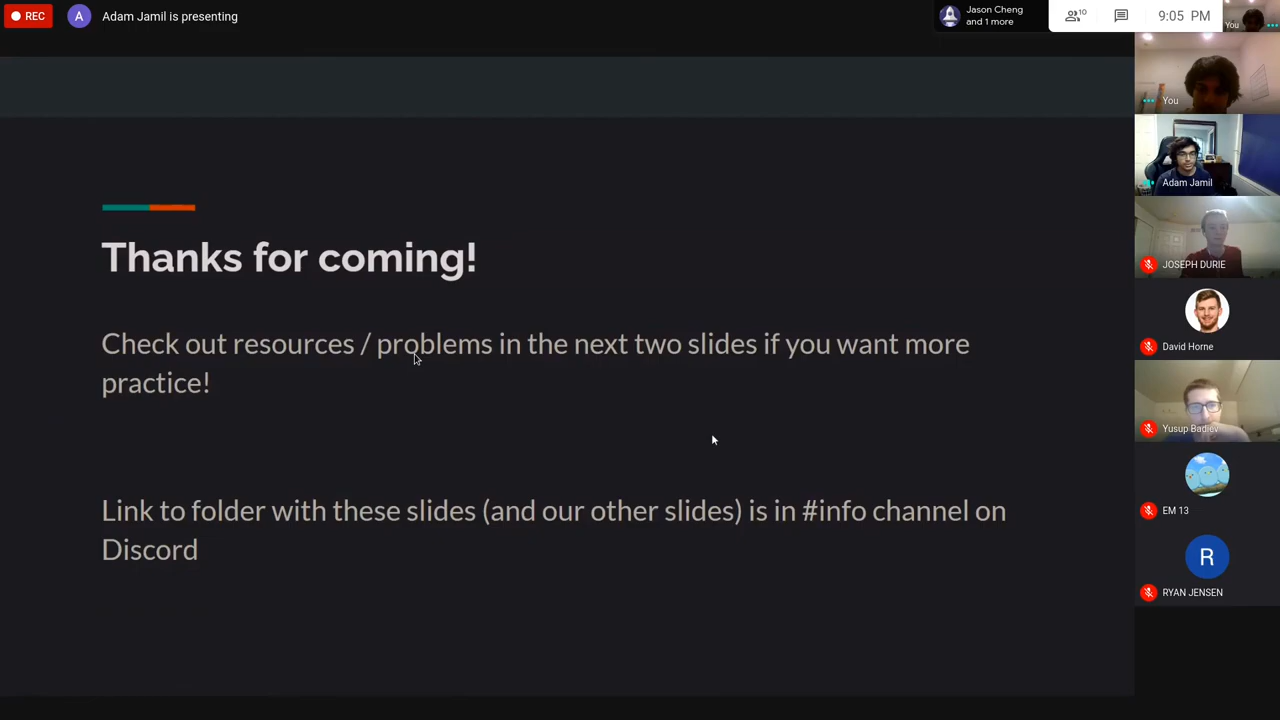 REC
A
Adam Jamil is presenting
Jason Cheng
and 1 more
10
9:05 PM
You
You
Adam Jamil
Thanks for coming!
JOSEPH DURIE
Check out resources / problems in the next two slides if you want more
practice!
David Horne
Yusup Badiev
Link to folder with these slides (and our other slides) is in #info channel on
Discord
EM 13
R
RYAN JENSEN